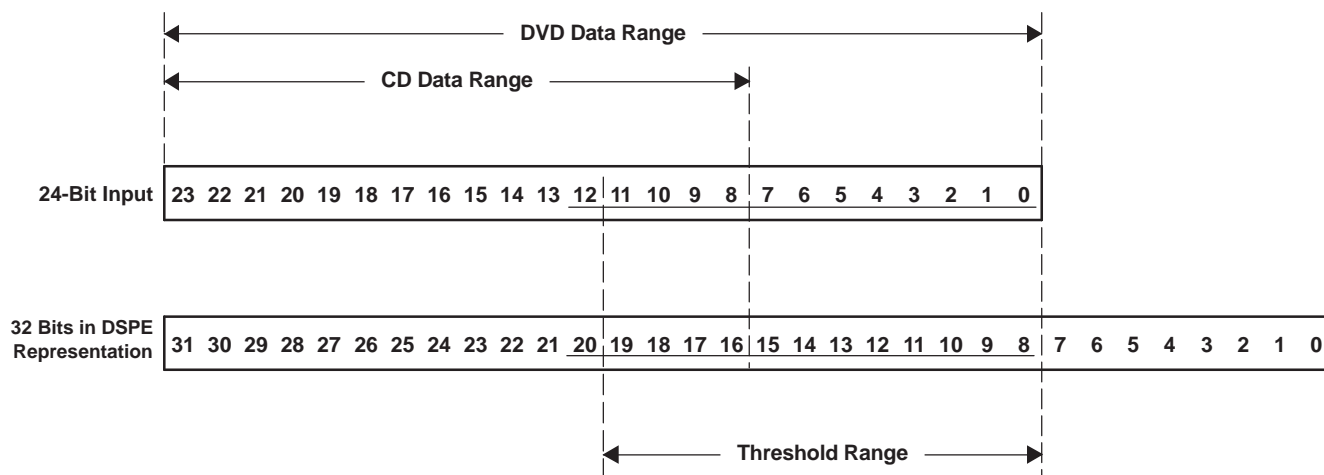 DVD Data Range
CD Data Range
24-Bit Input 23 22 21 20 19 18 17 16 15 14 13 12 11 10 9 8 7 6 5 4 3 2 1 0
32 Bits in DSPE
Representation
31 30 29 28 27 26 25 24 23 22 21 20 19 18 17 16 15 14 13 12 11 10 9 8 7 6 5 4 3 2 1 0
Threshold Range